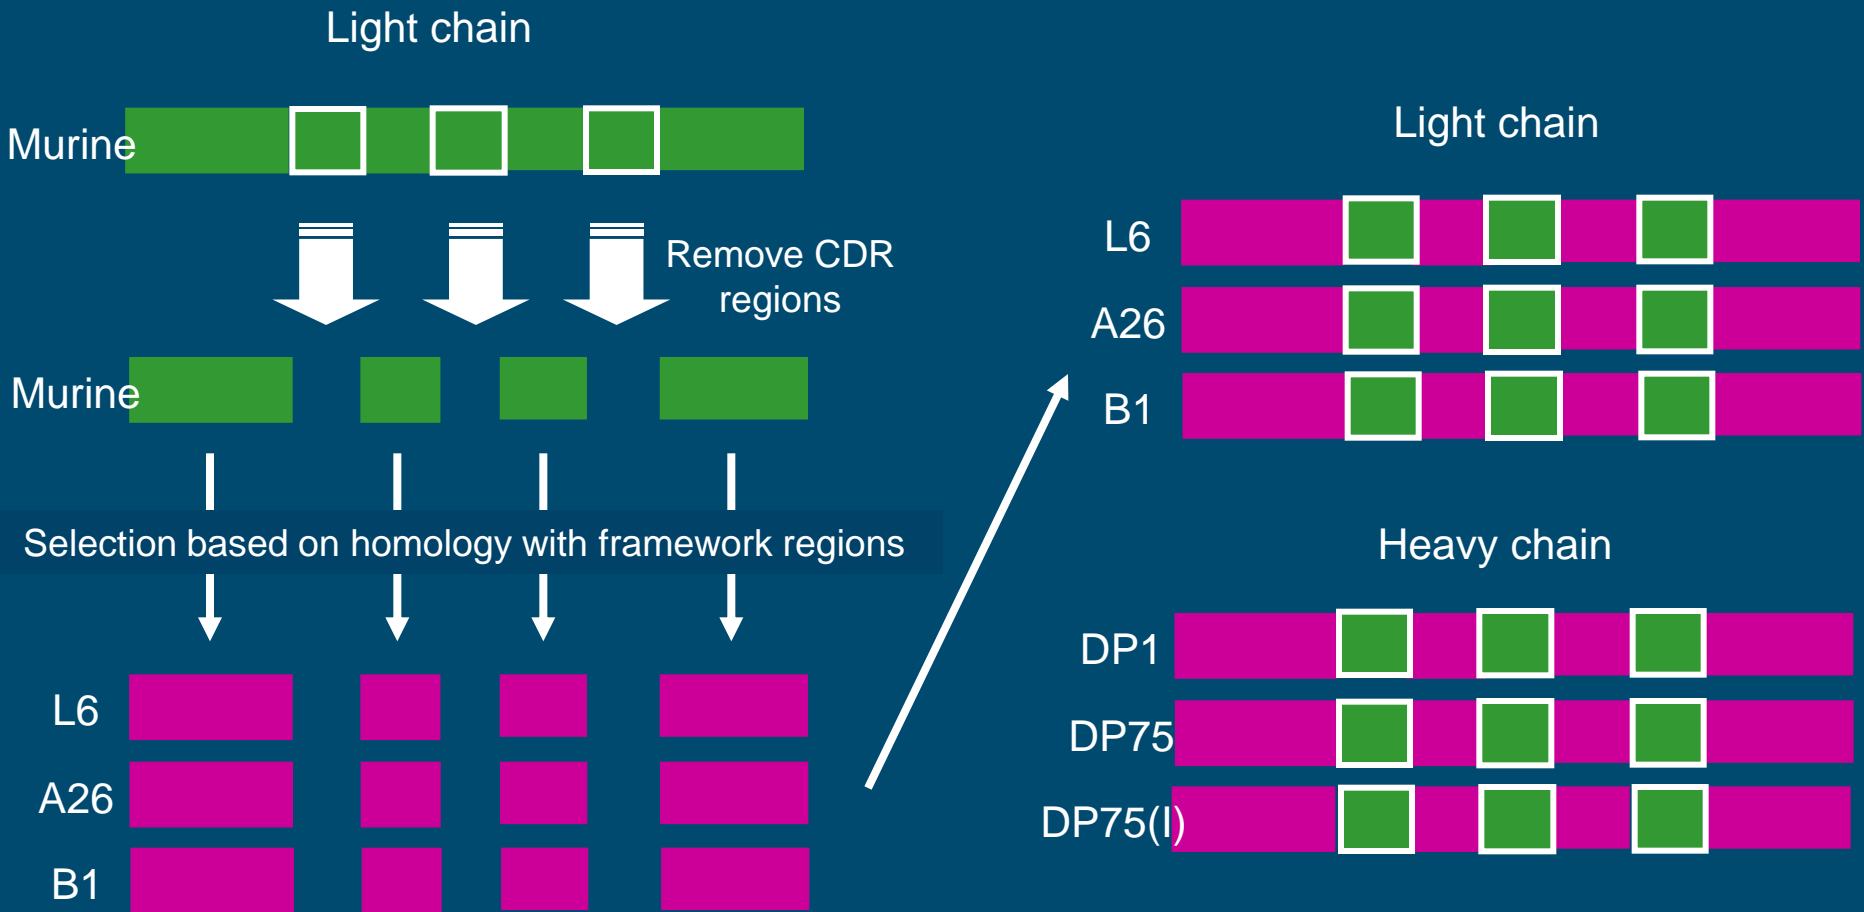 Light chain
Murine
Remove CDR
regions
Murine
Selection based on homology with framework regions
L6
A26
B1
Light chain
L6
A26
B1
Heavy chain
DP1
DP75
DP75(I)